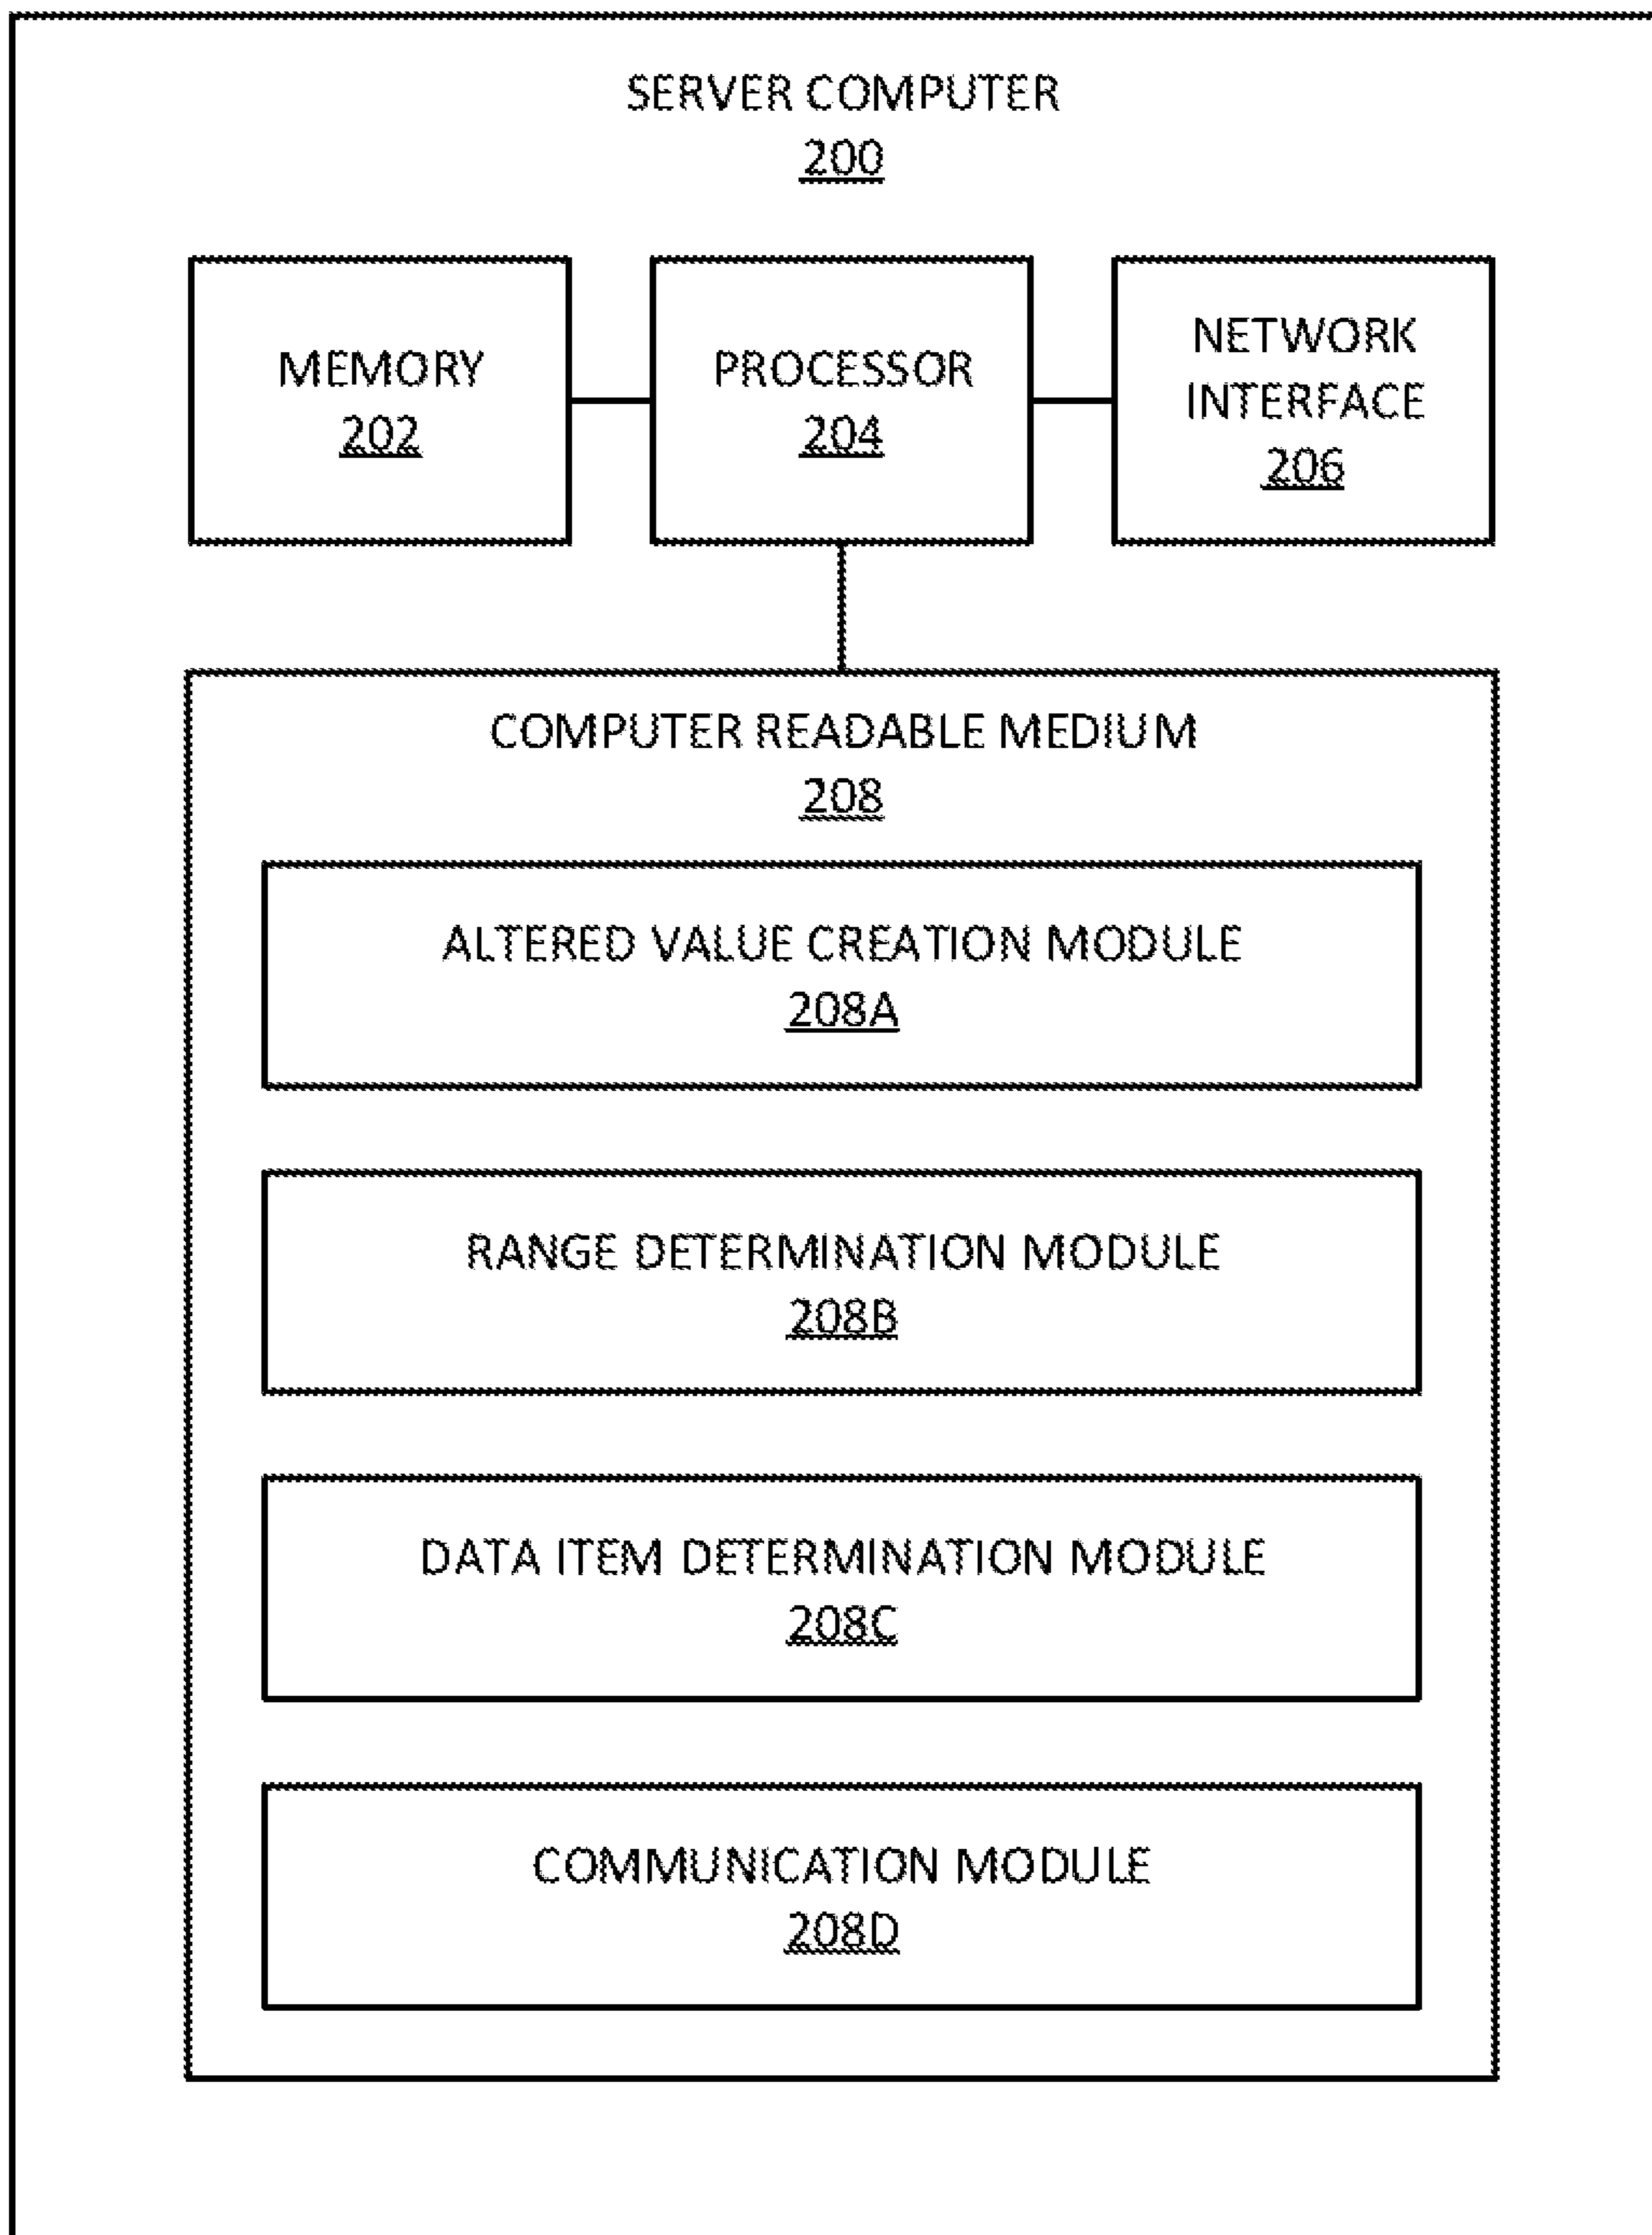 SERVER COMPUTER
200
MEMORY
202
PROCESSOR
204
NETWORK
INTERFACE
206
COMPUTER READABLE MEDIUM
208
ALTERED VALUE CREATION MODULE
208A
RANGE DETERMINATION MODULE
208B
DATA ITEM DETERMINATION MODULE
208C
COMMUNICATION MODULE
208D